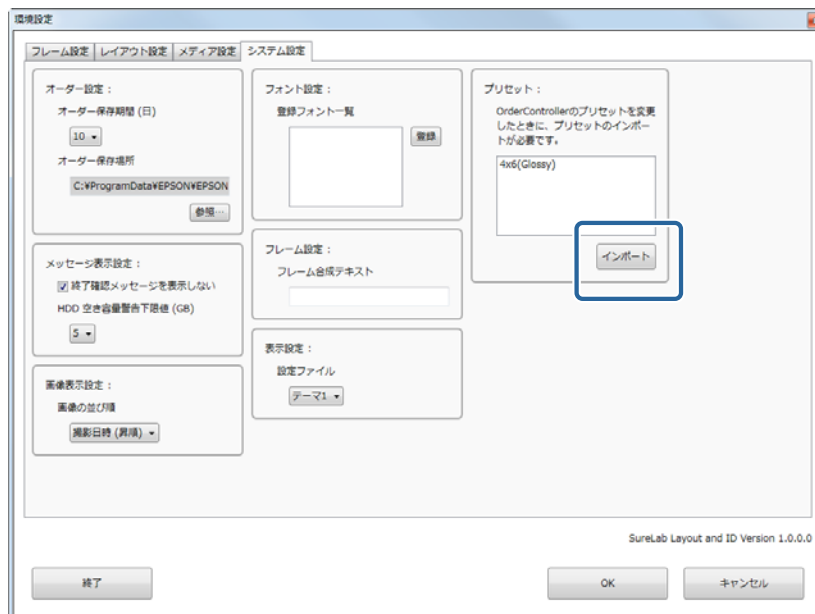 環境設定
フレーム設定 レイアウト設定 メディア設定 システム設定
オーダー設定：
オーダー保存期間 (日)
10
オーダー保存場所
C:¥ProgramData¥EPSON¥EPSON
参照…
メッセージ表示設定：
終了確認メッセージを表示しない
HDD 空き容量警告下限値 (GB)
5
画像表示設定：
画像の並び順
撮影日時 (昇順)
フォント設定：
登録フォント一覧
登録
フレーム設定：
フレーム合成テキスト
表示設定：
設定ファイル
テーマ1
プリセット：
OrderControllerのプリセットを変更
したときに、プリセットのインポー
トが必要です。
4x6(Glossy)
インポート
SureLab Layout and ID Version 1.0.0.0
終了
OK
キャンセル